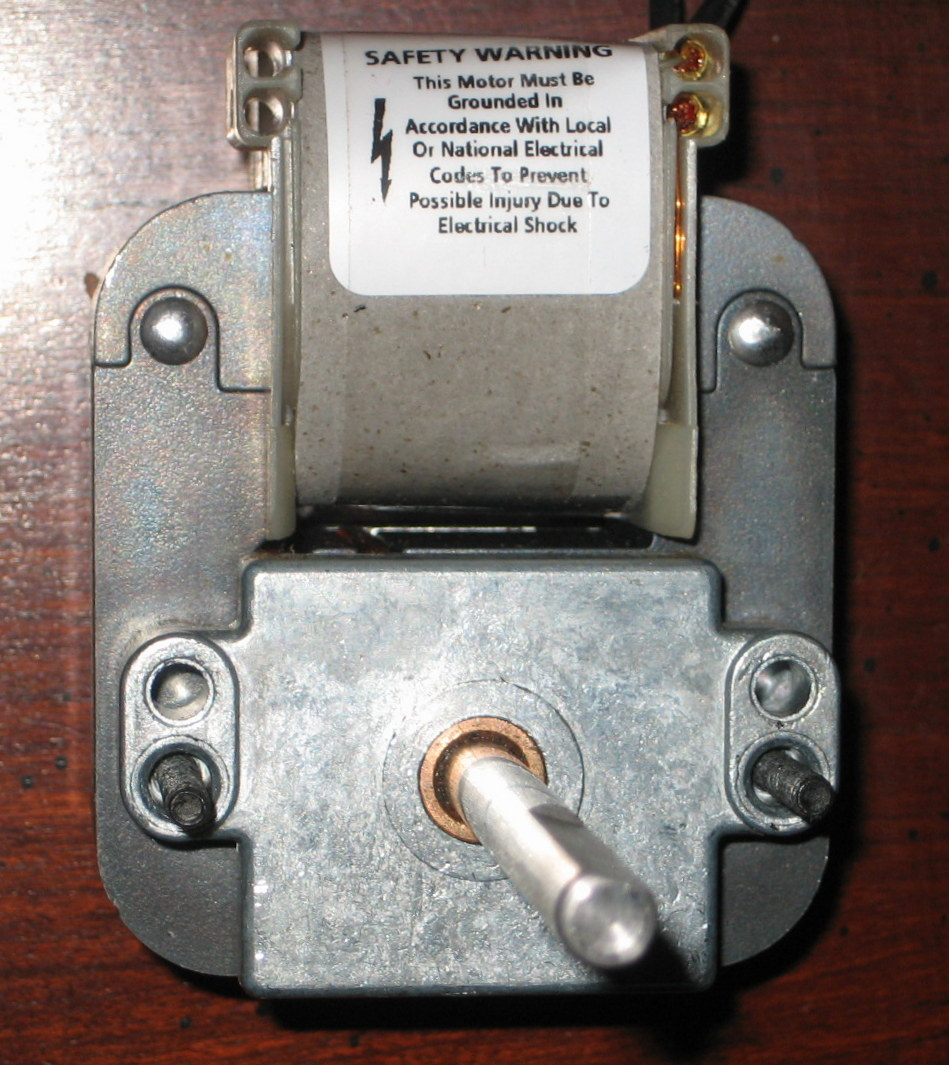 SAFETY WARNING
This Motor Must Be
Grounded In
Accordance With Local
Or National Electrical
Codes To Prevent
Possible Injury Due To
Electrical Shock